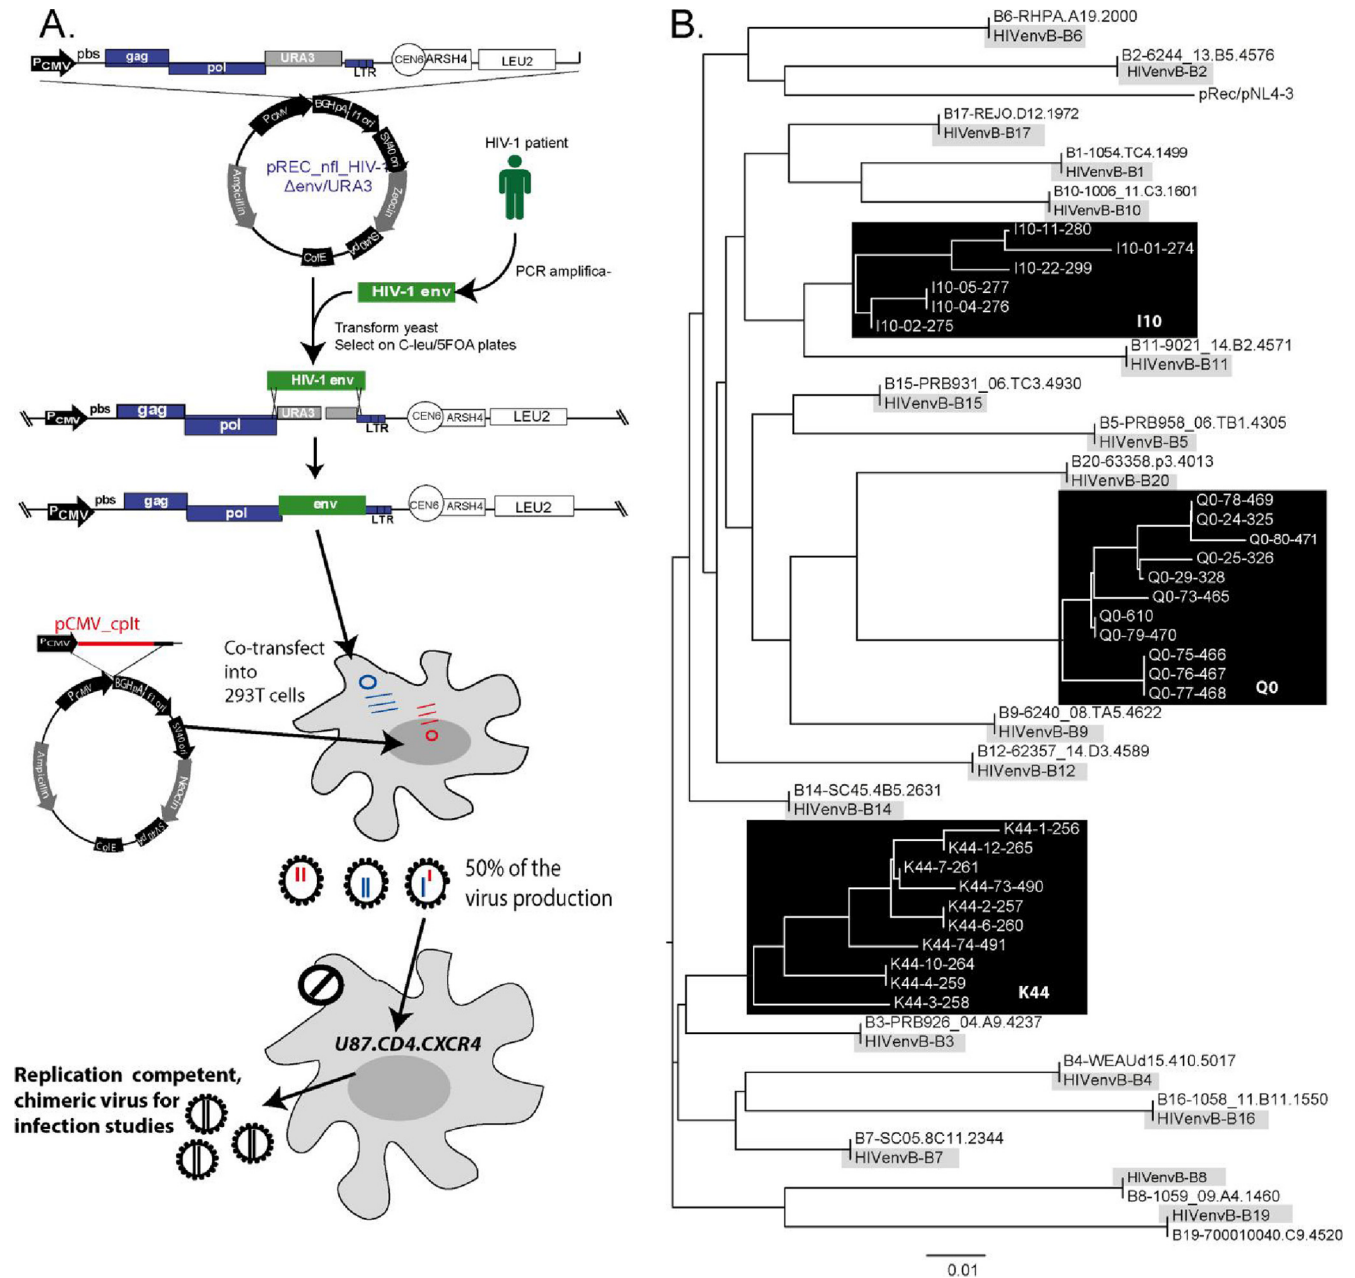 A.
PCMV
pbs
gag
pol
URA3
LTR
CEN6
ARSH4
LEU2
PCMV
BGHpA
f1 ori
SV40 ori
Zeocin
SV40pA
ColE
Ampicillin
pREC_nfl_HIV-1
Δenv/URA3
HIV-1 patient
PCR amplifica-
HIV-1 env
Transform yeast
Select on C-leu/5FOA plates
HIV-1 env
PCMV
pbs
gag
pol
URA3
LTR
CEN6
ARSH4
LEU2
PCMV
pbs
gag
pol
env
LTR
CEN6
ARSH4
LEU2
pCMV_cplt
PCMV
PCMV
BGHpA
f1 ori
SV40 ori
Neocin
SV40pA
ColE
Ampicillin
Co-transfect
into
293T cells
50% of the
virus production
U87.CD4.CXCR4
Replication competent,
chimeric virus for
infection studies
B.
B6-RHPA.A19.2000
HIVenvB-B6
B2-6244_13.B5.4576
HIVenvB-B2
pRec/pNL4-3
B17-REJO.D12.1972
HIVenvB-B17
B1-1054.TC4.1499
HIVenvB-B1
B10-1006_11.C3.1601
HIVenvB-B10
I10-11-280
I10-01-274
I10-22-299
I10-05-277
I10-04-276
I10-02-275
I10
B11-9021_14.B2.4571
HIVenvB-B11
B15-PRB931_06.TC3.4930
HIVenvB-B15
B5-PRB958_06.TB1.4305
HIVenvB-B5
B20-63358.p3.4013
HIVenvB-B20
Q0-78-469
Q0-24-325
Q0-80-471
Q0-25-326
Q0-29-328
Q0-73-465
Q0-610
Q0-79-470
Q0-75-466
Q0-76-467
Q0-77-468
Q0
B9-6240_08.TA5.4622
HIVenvB-B9
B12-62357_14.D3.4589
HIVenvB-B12
B14-SC45.4B5.2631
HIVenvB-B14
K44-1-256
K44-12-265
K44-7-261
K44-73-490
K44-2-257
K44-6-260
K44-74-491
K44-10-264
K44-4-259
K44-3-258
K44
B3-PRB926_04.A9.4237
HIVenvB-B3
B4-WEAUd15.410.5017
HIVenvB-B4
B16-1058_11.B11.1550
HIVenvB-B16
B7-SC05.8C11.2344
HIVenvB-B7
HIVenvB-B8
B8-1059_09.A4.1460
HIVenvB-B19
B19-700010040.C9.4520
0.01